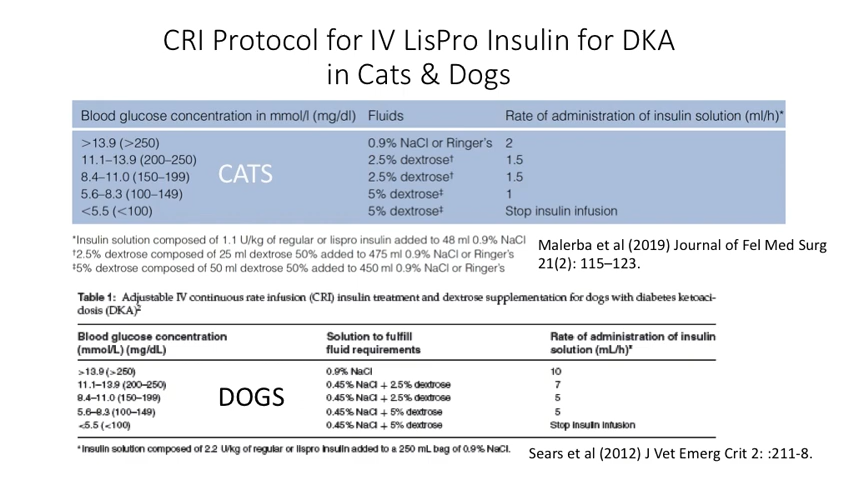 CRI Protocol for IV LisPro Insulin for DKA
in Cats & Dogs
Blood glucose concentration in mmol/l (mg/dl) Fluids Rate of administration of insulin solution (ml/h)*
>13.9 (>250) 0.9% NaCl or Ringer's 2
11.1–13.9 (200–250) 2.5% dextrose† 1.5
8.4–11.0 (150–199) 2.5% dextrose† 1.5
5.6–8.3 (100–149) 5% dextrose‡ 1
<5.5 (<100) 5% dextrose‡ Stop insulin infusion
CATS
*Insulin solution composed of 1.1 U/kg of regular or lispro insulin added to 48 ml 0.9% NaCl
†2.5% dextrose composed of 25 ml dextrose 50% added to 475 ml 0.9% NaCl or Ringer's
‡5% dextrose composed of 50 ml dextrose 50% added to 450 ml 0.9% NaCl or Ringer's
Malerba et al (2019) Journal of Fel Med Surg
21(2): 115–123.
Table 1: Adjustable IV continuous rate infusion (CRI) insulin treatment and dextrose supplementation for dogs with diabetes ketoaci-
dosis (DKA)2
Blood glucose concentration Solution to fulfill Rate of administration of insulin
(mmol/L) (mg/dL) fluid requirements solution (mL/h)*
>13.9 (>250) 0.9% NaCl 10
11.1–13.9 (200–250) 0.45% NaCl + 2.5% dextrose 7
8.4–11.0 (150–199) 0.45% NaCl + 2.5% dextrose 5
5.6–8.3 (100–149) 0.45% NaCl + 5% dextrose 5
<5.5 (<100) 0.45% NaCl + 5% dextrose Stop insulin infusion
DOGS
*Insulin solution composed of 2.2 U/kg of regular or lispro insulin added to a 250 mL bag of 0.9% NaCl.
Sears et al (2012) J Vet Emerg Crit 2: :211-8.